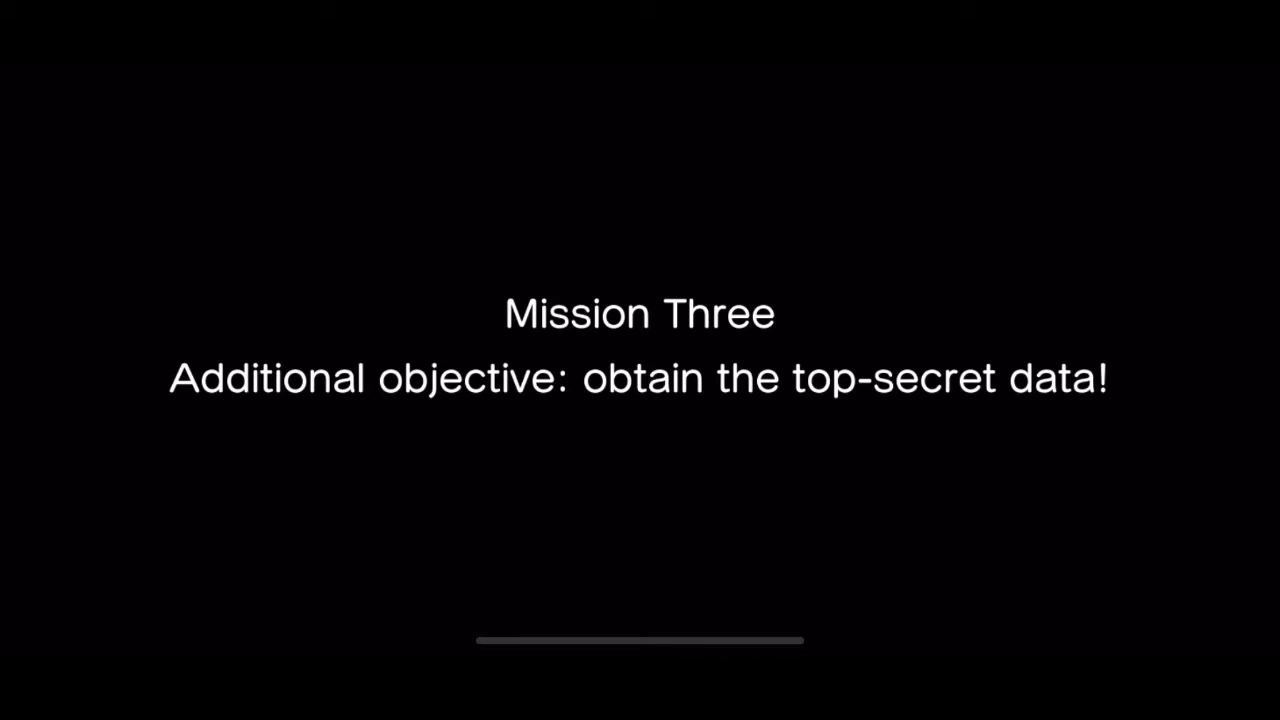 Mission Three
Additional objective: obtain the top-secret data!